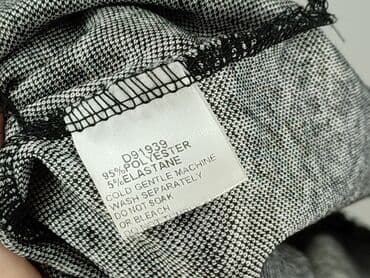 D91939
95% POLYESTER
5% ELASTANE
COLD GENTLE MACHINE
WASH SEPARATELY
DO NOT SOAK
OR BLEACH